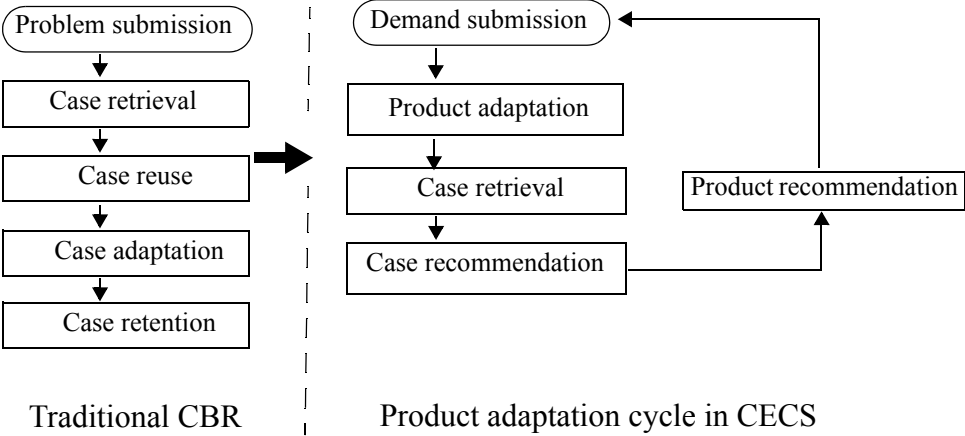 Problem submission
Case retrieval
Case reuse
Case adaptation
Case retention
Traditional CBR
Demand submission
Product adaptation
Case retrieval
Case recommendation
Product recommendation
Product adaptation cycle in CECS